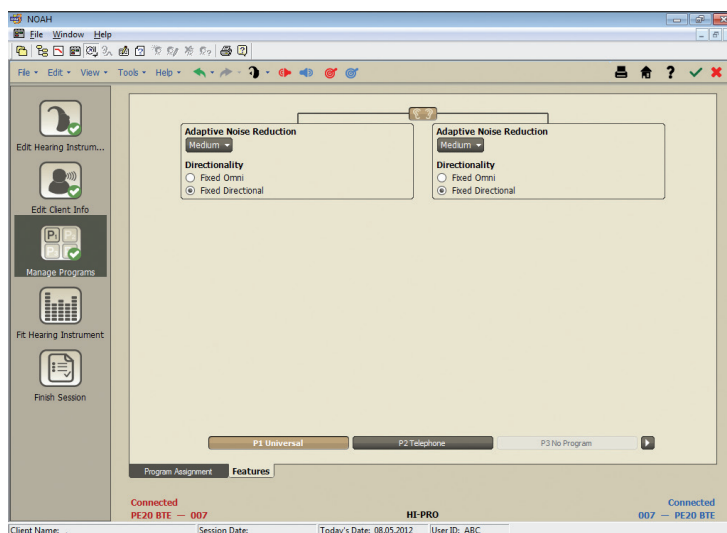 NOAH
File Window Help
File Edit View Tools Help
Edit Hearing Instrum...
Edit Client Info
P1
Manage Programs
Fit Hearing Instrument
Finish Session
Adaptive Noise Reduction
Medium
Directionality
Fixed Omni
Fixed Directional
Adaptive Noise Reduction
Medium
Directionality
Fixed Omni
Fixed Directional
P1 Universal P2 Telephone P3 No Program
Program Assignment Features
Connected Connected
PE20 BTE — 007 HI-PRO 007 — PE20 BTE
Client Name: Session Date: Today's Date: 08.05.2012 User ID: ABC